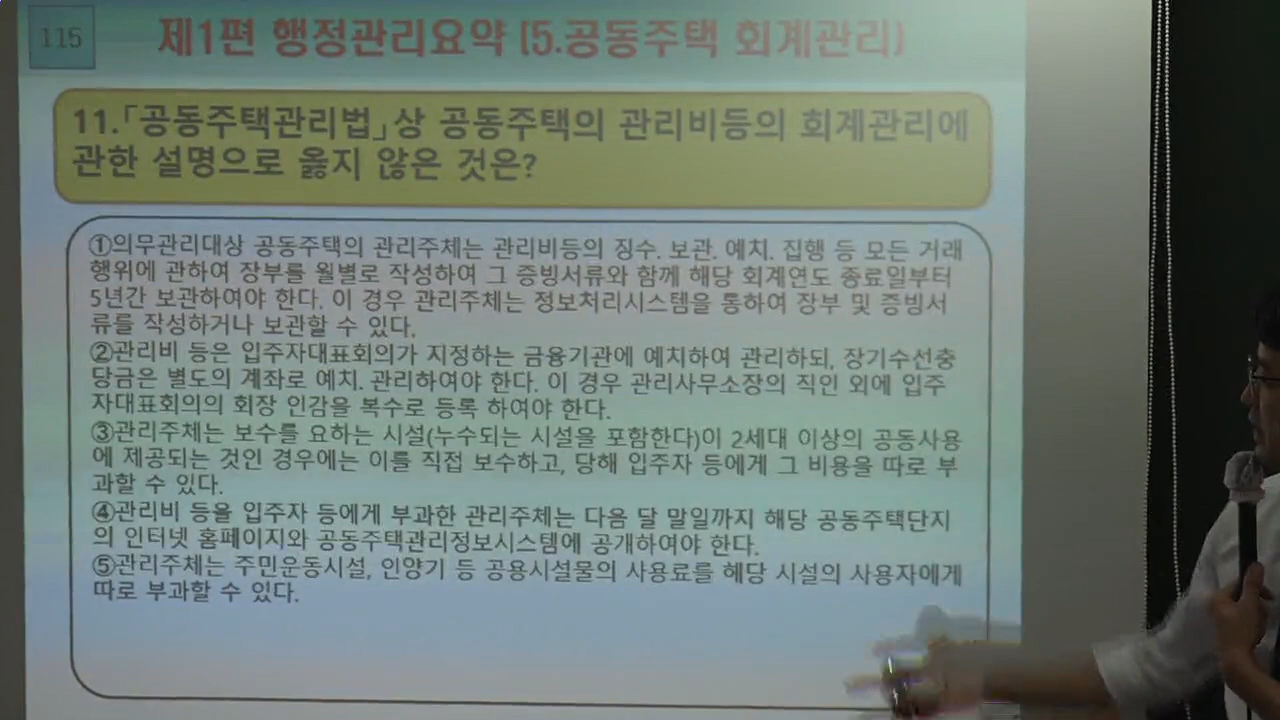 115
제1편 행정관리요약 [5.공동주택 회계관리]
11.「공동주택관리법」상 공동주택의 관리비등의 회계관리에
관한 설명으로 옳지 않은 것은?
①의무관리대상 공동주택의 관리주체는 관리비등의 징수. 보관. 예치. 집행 등 모든 거래
행위에 관하여 장부를 월별로 작성하여 그 증빙서류와 함께 해당 회계연도 종료일부터
5년간 보관하여야 한다. 이 경우 관리주체는 정보처리시스템을 통하여 장부 및 증빙서
류를 작성하거나 보관할 수 있다.
②관리비 등은 입주자대표회의가 지정하는 금융기관에 예치하여 관리하되, 장기수선충
당금은 별도의 계좌로 예치. 관리하여야 한다. 이 경우 관리사무소장의 직인 외에 입주
자대표회의의 회장 인감을 복수로 등록 하여야 한다.
③관리주체는 보수를 요하는 시설(누수되는 시설을 포함한다)이 2세대 이상의 공동사용
에 제공되는 것인 경우에는 이를 직접 보수하고, 당해 입주자 등에게 그 비용을 따로 부
과할 수 있다.
④관리비 등을 입주자 등에게 부과한 관리주체는 다음 달 말일까지 해당 공동주택단지
의 인터넷 홈페이지와 공동주택관리정보시스템에 공개하여야 한다.
⑤관리주체는 주민운동시설, 인양기 등 공용시설물의 사용료를 해당 시설의 사용자에게
따로 부과할 수 있다.